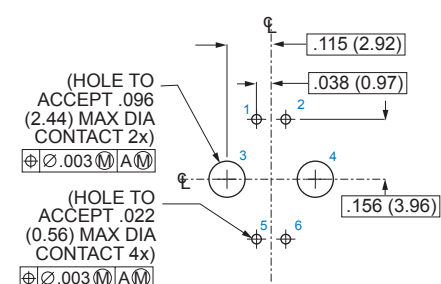 ℄
.115 (2.92)
.038 (0.97)
(HOLE TO
ACCEPT .096
(2.44) MAX DIA
CONTACT 2x)
⌖ ⌀.003 Ⓜ A Ⓜ
1
2
3
4
℄
.156 (3.96)
(HOLE TO
ACCEPT .022
(0.56) MAX DIA
CONTACT 4x)
⌖ ⌀.003 Ⓜ A Ⓜ
5
6